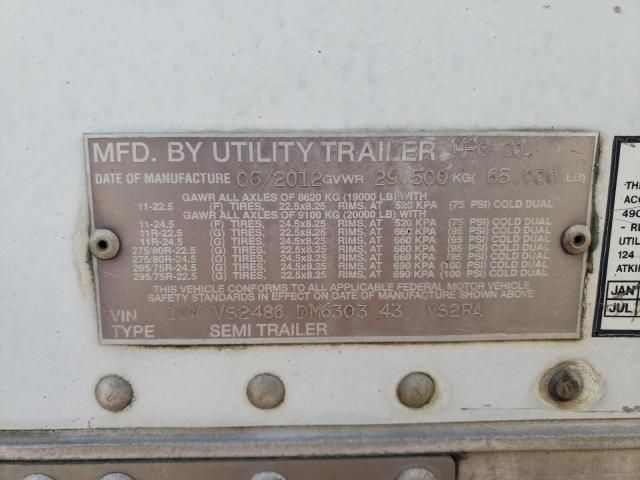 MFD. BY UTILITY TRAILER M-G CO.
DATE OF MANUFACTURE 06/2012 GVWR 29,500 KG( 65,000 LB)
GAWR ALL AXLES OF 8620 KG (19000 LB) WITH
11-22.5 (F) TIRES, 22.5x8.25 RIMS, AT 520 KPA (75 PSI) COLD DUAL
GAWR ALL AXLES OF 9100 KG (20000 LB) WITH
11-24.5 (F) TIRES, 24.5x8.25 RIMS, AT 520 KPA (75 PSI) COLD DUAL
11R-22.5 (G) TIRES, 22.5x8.25 RIMS, AT 660 KPA (95 PSI) COLD DUAL
11R-24.5 (G) TIRES, 24.5x8.25 RIMS, AT 660 KPA (95 PSI) COLD DUAL
275/80R-22.5 (G) TIRES, 22.5x8.25 RIMS, AT 660 KPA (95 PSI) COLD DUAL
275/80R-24.5 (G) TIRES, 24.5x8.25 RIMS, AT 660 KPA (95 PSI) COLD DUAL
285/75R-24.5 (G) TIRES, 24.5x8.25 RIMS, AT 690 KPA (100 PSI) COLD DUAL
295/75R-22.5 (G) TIRES, 22.5x8.25 RIMS, AT 690 KPA (100 PSI) COLD DUAL
THIS VEHICLE CONFORMS TO ALL APPLICABLE FEDERAL MOTOR VEHICLE
SAFETY STANDARDS IN EFFECT ON DATE OF MANUFACTURE SHOWN ABOVE.
VIN 1UY VS2486 DM6303 43 VS2RA
TYPE SEMI TRAILER
TH
ACC
490
- RE
UTIL
124
ATKI
JAN
JUL